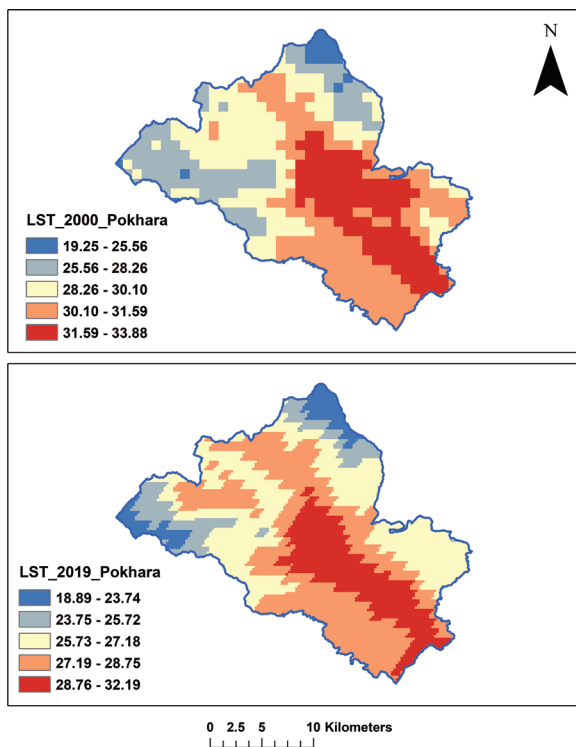 N
LST_2000_Pokhara
19.25 - 25.56
25.56 - 28.26
28.26 - 30.10
30.10 - 31.59
31.59 - 33.88
LST_2019_Pokhara
18.89 - 23.74
23.75 - 25.72
25.73 - 27.18
27.19 - 28.75
28.76 - 32.19
0 2.5 5 10 Kilometers